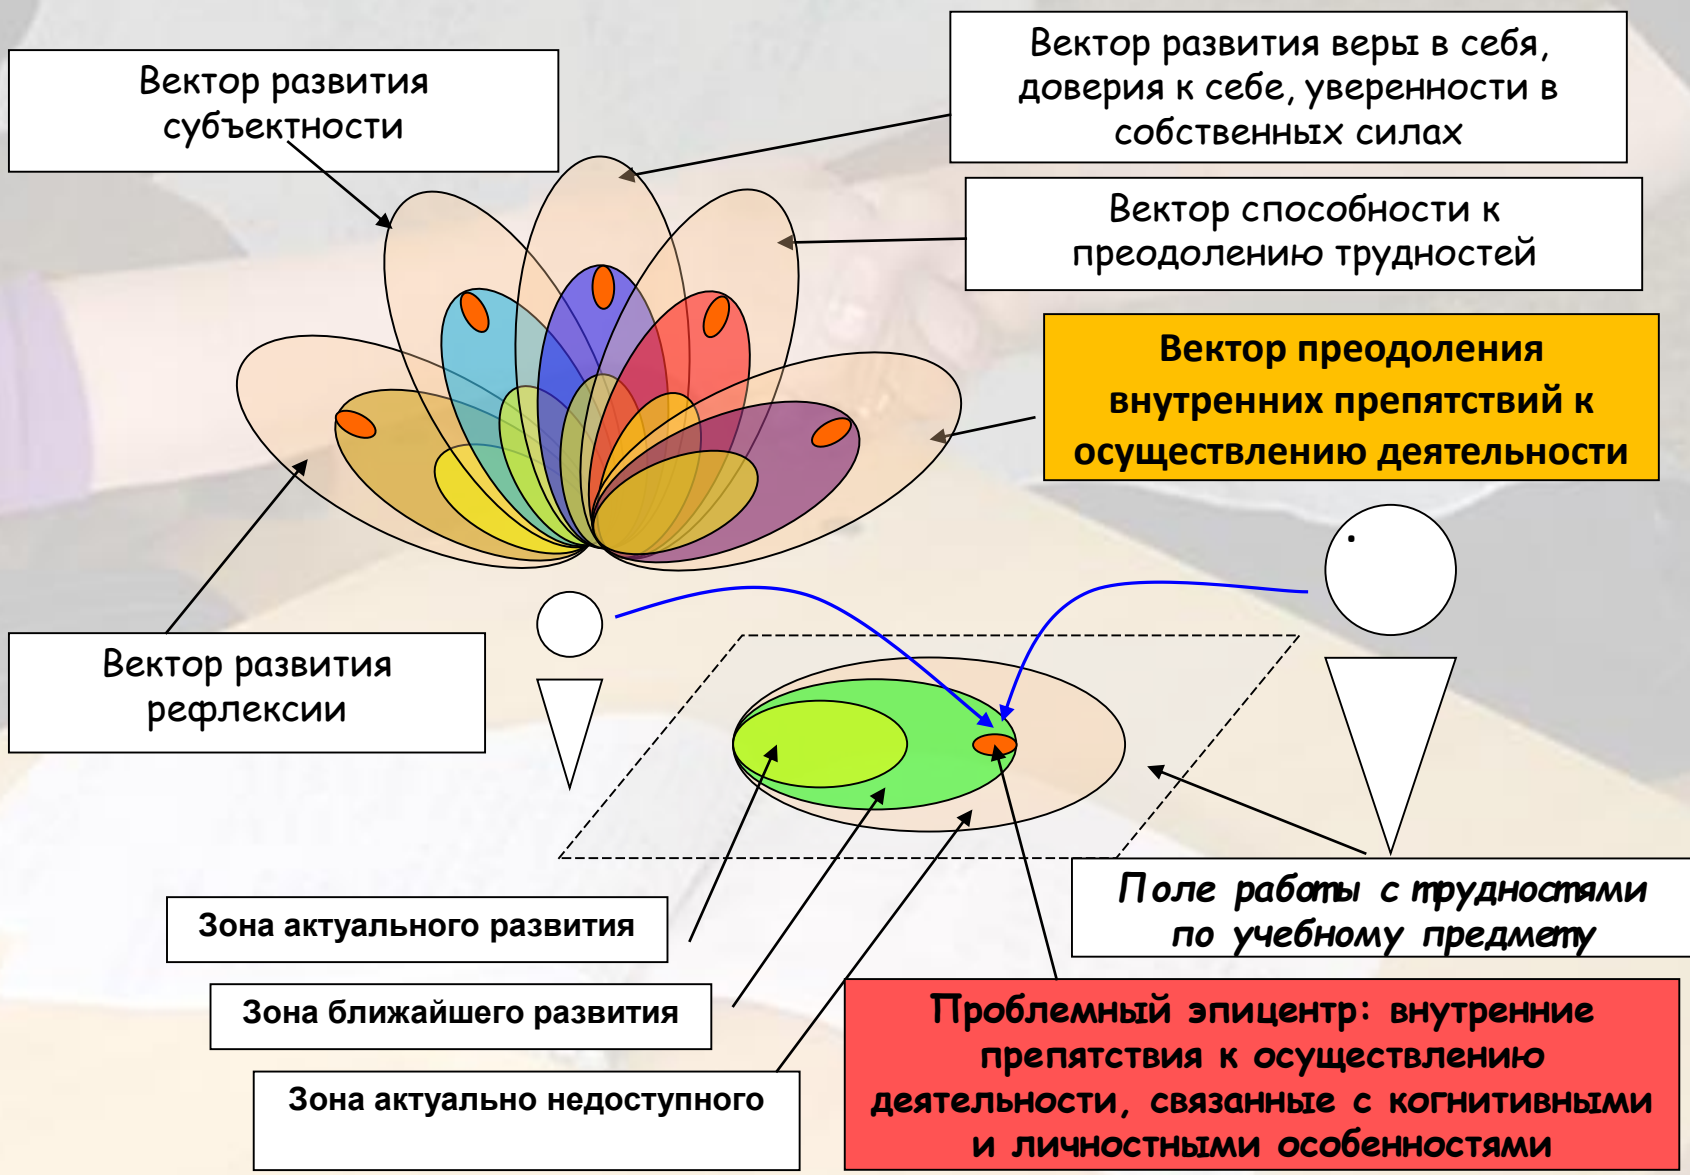 Вектор развития
субъектности
Вектор развития веры в себя,
доверия к себе, уверенности в
собственных силах
Вектор способности к
преодолению трудностей
Вектор преодоления
внутренних препятствий к
осуществлению деятельности
Вектор развития
рефлексии
Поле работы с трудностями
по учебному предмету
Зона актуального развития
Зона ближайшего развития
Зона актуально недоступного
Проблемный эпицентр: внутренние
препятствия к осуществлению
деятельности, связанные с когнитивными
и личностными особенностями